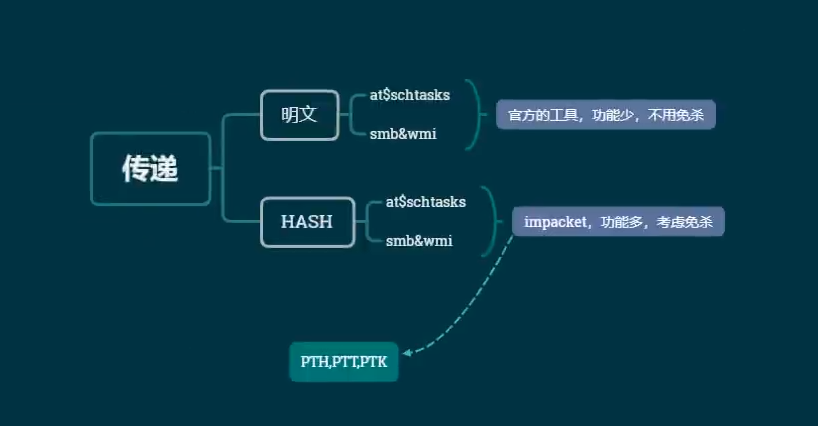 传递
明文
at$schtasks
smb&wmi
官方的工具，功能少，不用免杀
HASH
at$schtasks
smb&wmi
impacket，功能多，考虑免杀
PTH,PTT,PTK